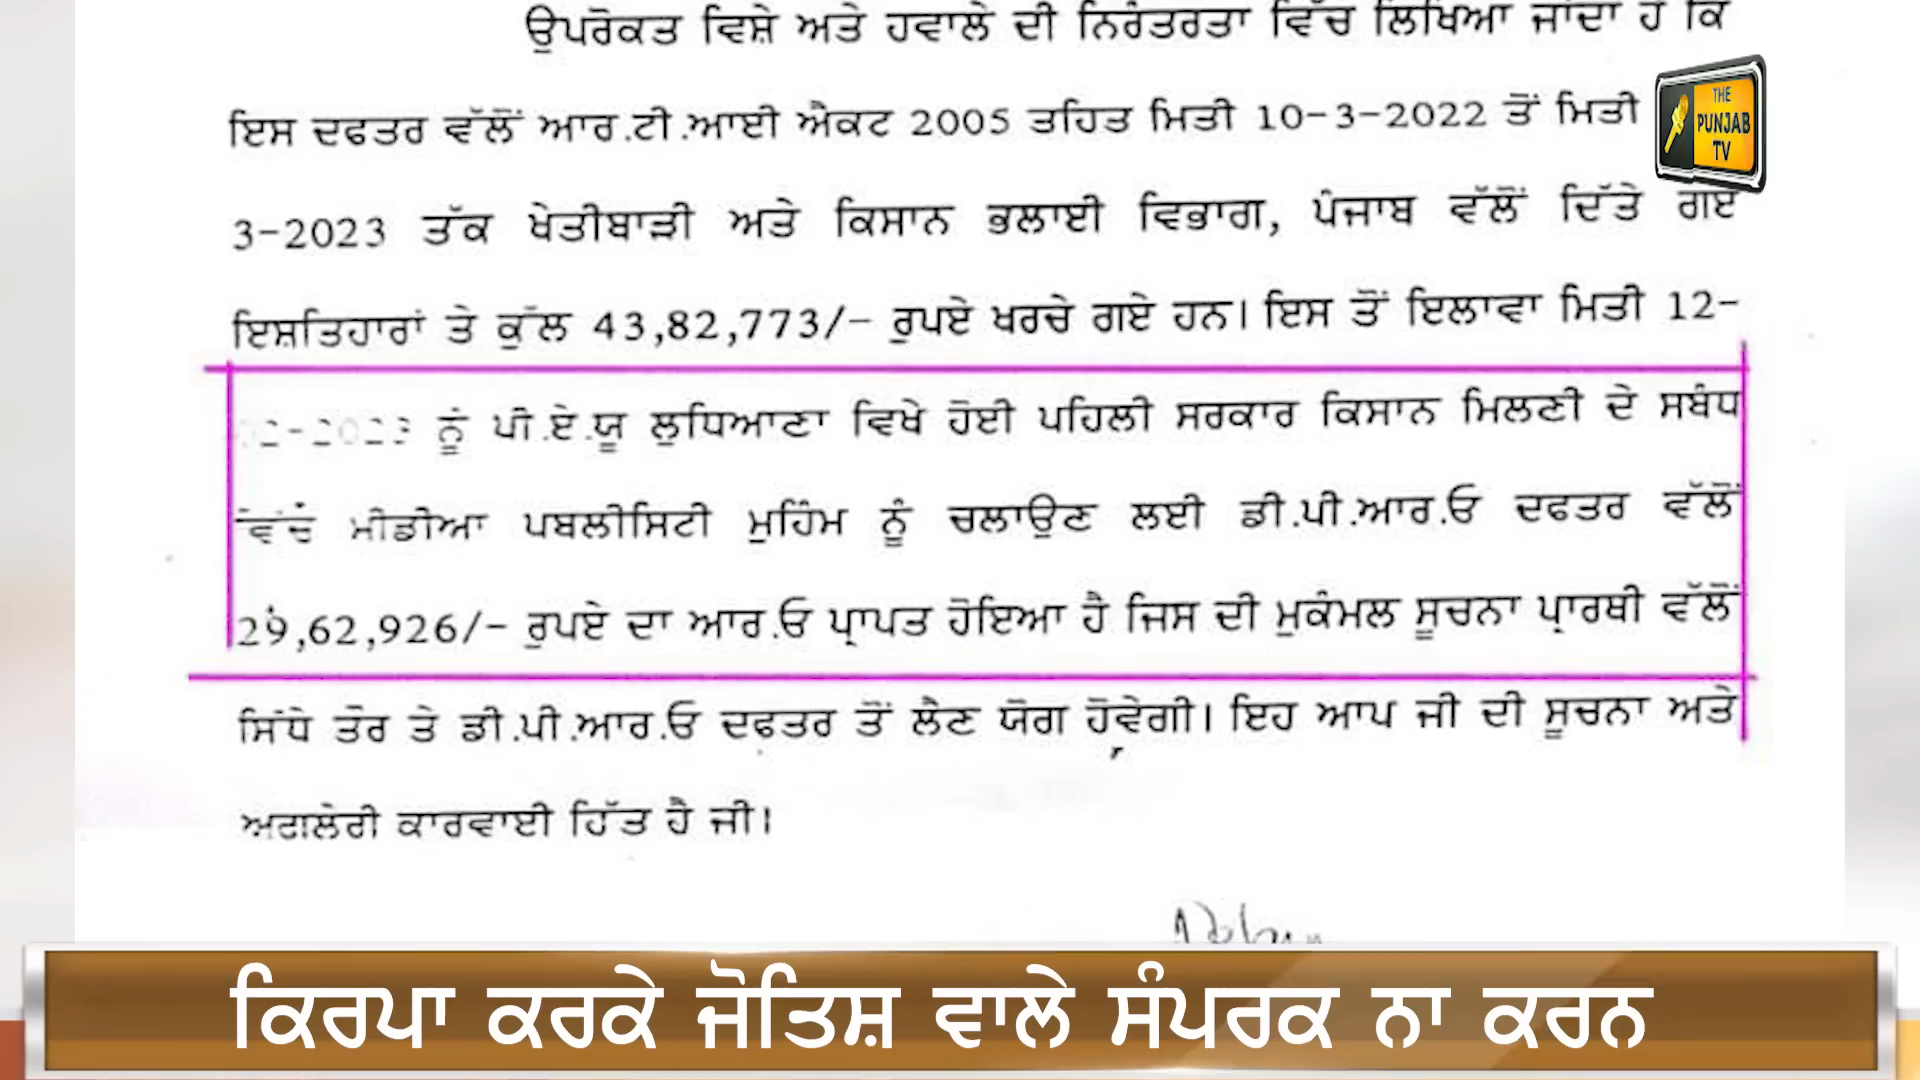 ਉਪਰੋਕਤ ਵਿਸ਼ੇ ਅਤੇ ਹਵਾਲੇ ਦੀ ਨਿਰੰਤਰਤਾ ਵਿੱਚ ਲਿਖਿਆ ਜਾਂਦਾ ਹੈ ਕਿ
ਇਸ ਦਫਤਰ ਵੱਲੋਂ ਆਰ.ਟੀ.ਆਈ ਐਕਟ 2005 ਤਹਿਤ ਮਿਤੀ 10-3-2022 ਤੋਂ ਮਿਤੀ
THE
PUNJAB
TV
3-2023 ਤੱਕ ਖੇਤੀਬਾੜੀ ਅਤੇ ਕਿਸਾਨ ਭਲਾਈ ਵਿਭਾਗ, ਪੰਜਾਬ ਵੱਲੋਂ ਦਿੱਤੇ ਗਏ
ਇਸ਼ਤਿਹਾਰਾਂ ਤੇ ਕੁੱਲ 43,82,773/- ਰੁਪਏ ਖਰਚੇ ਗਏ ਹਨ। ਇਸ ਤੋਂ ਇਲਾਵਾ ਮਿਤੀ 12-
02-2023 ਨੂੰ ਪੀ.ਏ.ਯੂ ਲੁਧਿਆਣਾ ਵਿਖੇ ਹੋਈ ਪਹਿਲੀ ਸਰਕਾਰ ਕਿਸਾਨ ਮਿਲਣੀ ਦੇ ਸਬੰਧ
ਵਿੱਚ ਮੀਡੀਆ ਪਬਲੀਸਿਟੀ ਮੁਹਿੰਮ ਨੂੰ ਚਲਾਉਣ ਲਈ ਡੀ.ਪੀ.ਆਰ.ਓ ਦਫਤਰ ਵੱਲੋਂ
29,62,926/- ਰੁਪਏ ਦਾ ਆਰ.ਓ ਪ੍ਰਾਪਤ ਹੋਇਆ ਹੈ ਜਿਸ ਦੀ ਮੁਕੰਮਲ ਸੂਚਨਾ ਪ੍ਰਾਰਥੀ ਵੱਲੋਂ
ਸਿੱਧੇ ਤੌਰ ਤੇ ਡੀ.ਪੀ.ਆਰ.ਓ ਦਫਤਰ ਤੋਂ ਲੈਣ ਯੋਗ ਹੋਵੇਗੀ। ਇਹ ਆਪ ਜੀ ਦੀ ਸੂਚਨਾ ਅਤੇ
ਅਗਲੇਰੀ ਕਾਰਵਾਈ ਹਿੱਤ ਹੈ ਜੀ।
ਕਿਰਪਾ ਕਰਕੇ ਜੋਤਿਸ਼ ਵਾਲੇ ਸੰਪਰਕ ਨਾ ਕਰਨ